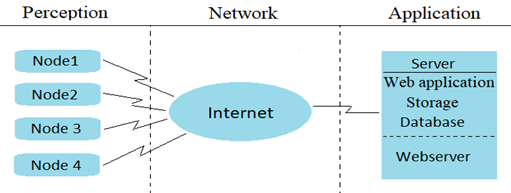 Perception
Network
Application
Node1
Node2
Node 3
Node 4
Internet
Server
Web application
Storage
Database
Webserver